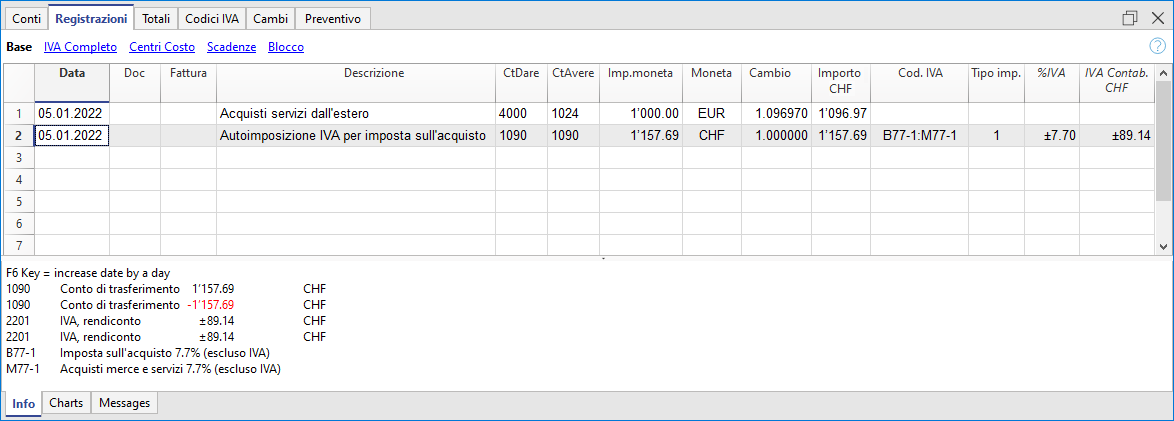 Conti Registrazioni Totali Codici IVA Cambi Preventivo
Base IVA Completo Centri Costo Scadenze Blocco ?
Data Doc Fattura Descrizione CtDare CtAvere Imp.moneta Moneta Cambio Importo CHF Cod. IVA Tipo imp. %IVA IVA Contab. CHF
1 05.01.2022 Acquisti servizi dall'estero 4000 1024 1'000.00 EUR 1.096970 1'096.97
2 05.01.2022 Autoimposizione IVA per imposta sull'acquisto 1090 1090 1'157.69 CHF 1.000000 1'157.69 B77-1:M77-1 1 ±7.70 ±89.14
3
4
5
6
7
F6 Key = increase date by a day
1090 Conto di trasferimento 1'157.69 CHF
1090 Conto di trasferimento -1'157.69 CHF
2201 IVA, rendiconto ±89.14 CHF
2201 IVA, rendiconto ±89.14 CHF
B77-1 Imposta sull'acquisto 7.7% (escluso IVA)
M77-1 Acquisti merce e servizi 7.7% (escluso IVA)
Info Charts Messages